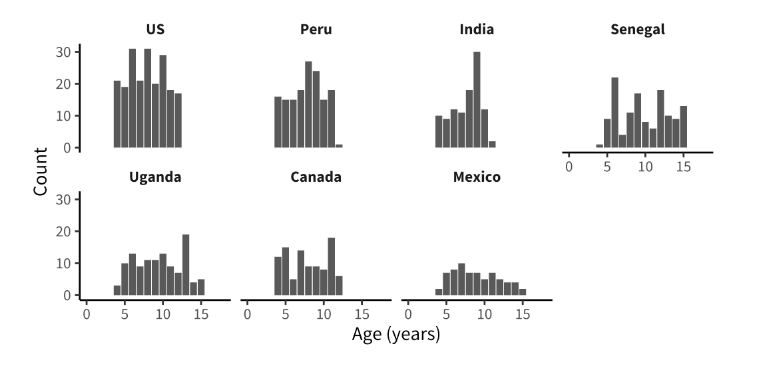 US Peru India Senegal
30
20
10
0
0 5 10 15
Count
Uganda Canada Mexico
30
20
10
0
0 5 10 15 0 5 10 15 0 5 10 15
Age (years)